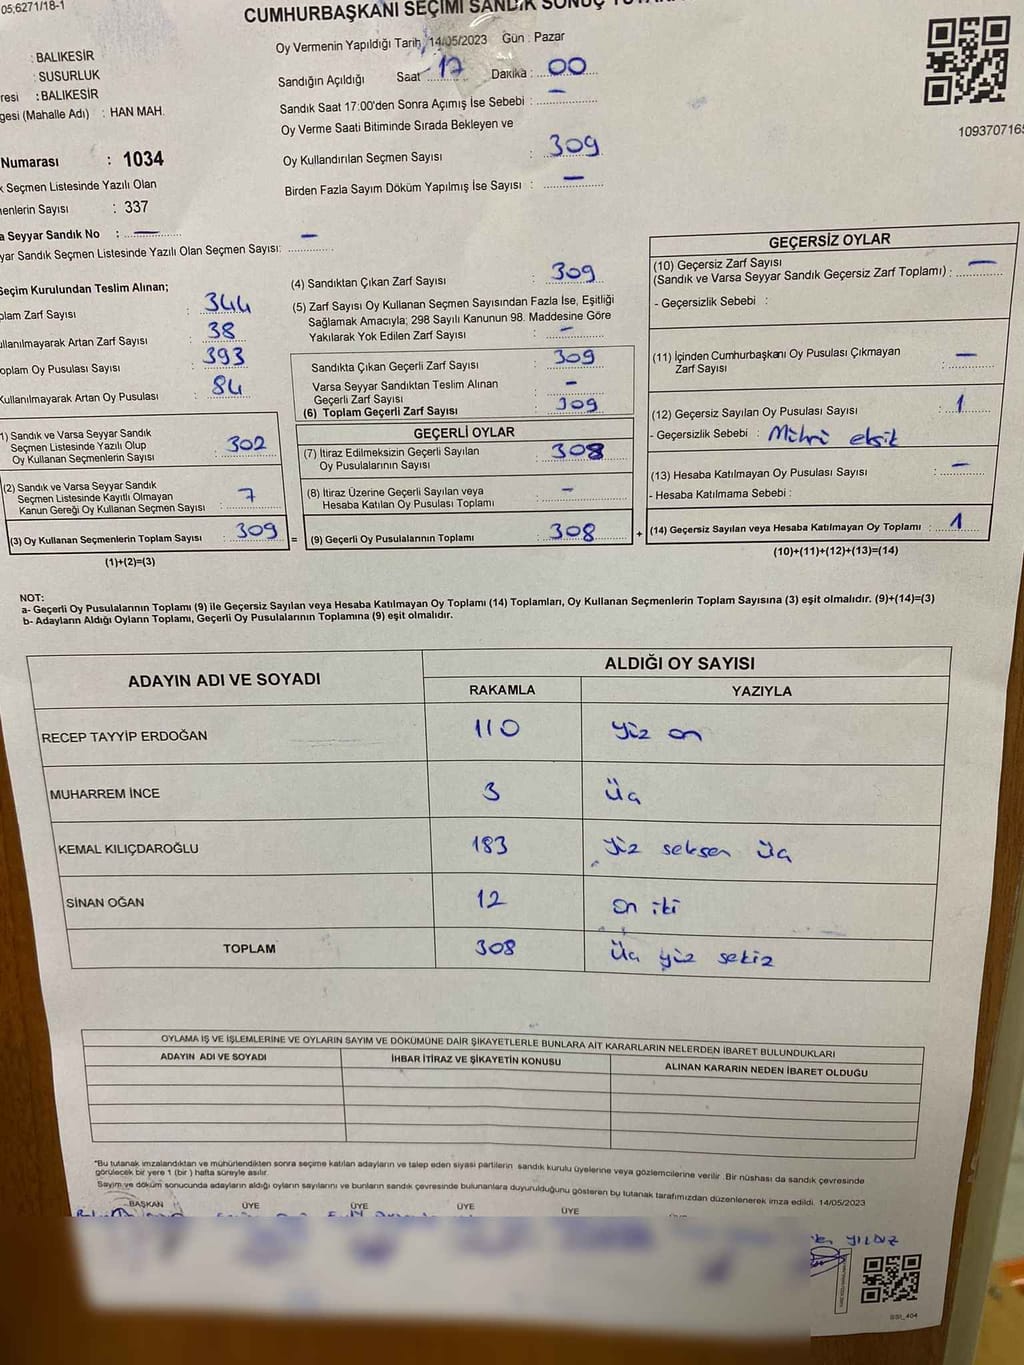 05,6271/18-1
CUMHURBAŞKANI SEÇİMİ SANDIK SONUÇ
: BALIKESİR
: SUSURLUK
resi : BALIKESİR
gesi (Mahalle Adı) : HAN MAH.
Numarası : 1034
k Seçmen Listesinde Yazılı Olan
enlerin Sayısı : 337
a Seyyar Sandık No : —
yar Sandık Seçmen Listesinde Yazılı Olan Seçmen Sayısı: —
Oy Vermenin Yapıldığı Tarih 14/05/2023 Gün : Pazar
Sandığın Açıldığı Saat 17 Dakika : 00
Sandık Saat 17:00'den Sonra Açımış İse Sebebi : —
Oy Verme Saati Bitiminde Sırada Bekleyen ve
Oy Kullandırılan Seçmen Sayısı : 309
Birden Fazla Sayım Döküm Yapılmış İse Sayısı : —
109370716
Seçim Kurulundan Teslim Alınan;
plam Zarf Sayısı : 344
ullanılmayarak Artan Zarf Sayısı : 38
oplam Oy Pusulası Sayısı : 393
Kullanılmayarak Artan Oy Pusulası : 84
1) Sandık ve Varsa Seyyar Sandık
Seçmen Listesinde Yazılı Olup
Oy Kullanan Seçmenlerin Sayısı : 302
(2) Sandık ve Varsa Seyyar Sandık
Seçmen Listesinde Kayıtlı Olmayan
Kanun Gereği Oy Kullanan Seçmen Sayısı : 7
(3) Oy Kullanan Seçmenlerin Toplam Sayısı : 309 =
(1)+(2)=(3)
(4) Sandıktan Çıkan Zarf Sayısı : 309
(5) Zarf Sayısı Oy Kullanan Seçmen Sayısından Fazla İse, Eşitliği
Sağlamak Amacıyla; 298 Sayılı Kanunun 98. Maddesine Göre
Yakılarak Yok Edilen Zarf Sayısı : —
Sandıkta Çıkan Geçerli Zarf Sayısı : 309
Varsa Seyyar Sandıktan Teslim Alınan
Geçerli Zarf Sayısı : —
(6) Toplam Geçerli Zarf Sayısı : 309
GEÇERLİ OYLAR
(7) İtiraz Edilmeksizin Geçerli Sayılan
Oy Pusulalarının Sayısı : 308
(8) İtiraz Üzerine Geçerli Sayılan veya
Hesaba Katılan Oy Pusulası Toplamı : —
(9) Geçerli Oy Pusulalarının Toplamı : 308 +
GEÇERSİZ OYLAR
(10) Geçersiz Zarf Sayısı
(Sandık ve Varsa Seyyar Sandık Geçersiz Zarf Toplamı) : —
- Geçersizlik Sebebi :
(11) İçinden Cumhurbaşkanı Oy Pusulası Çıkmayan
Zarf Sayısı : —
(12) Geçersiz Sayılan Oy Pusulası Sayısı : 1
- Geçersizlik Sebebi : Mührü eksik
(13) Hesaba Katılmayan Oy Pusulası Sayısı : —
- Hesaba Katılmama Sebebi :
(14) Geçersiz Sayılan veya Hesaba Katılmayan Oy Toplamı : 1
(10)+(11)+(12)+(13)=(14)
NOT:
a- Geçerli Oy Pusulalarının Toplamı (9) ile Geçersiz Sayılan veya Hesaba Katılmayan Oy Toplamı (14) Toplamları, Oy Kullanan Seçmenlerin Toplam Sayısına (3) eşit olmalıdır. (9)+(14)=(3)
b- Adayların Aldığı Oyların Toplamı, Geçerli Oy Pusulalarının Toplamına (9) eşit olmalıdır.
ADAYIN ADI VE SOYADI
ALDIĞI OY SAYISI
RAKAMLA YAZIYLA
RECEP TAYYİP ERDOĞAN 110 yüz on
MUHARREM İNCE 3 üç
KEMAL KILIÇDAROĞLU 183 yüz seksen üç
SİNAN OĞAN 12 on iki
TOPLAM 308 üç yüz sekiz
OYLAMA İŞ VE İŞLEMLERİNE VE OYLARIN SAYIM VE DÖKÜMÜNE DAİR ŞİKAYETLERLE BUNLARA AİT KARARLARIN NELERDEN İBARET BULUNDUKLARI
ADAYIN ADI VE SOYADI İHBAR İTİRAZ VE ŞİKAYETİN KONUSU ALINAN KARARIN NEDEN İBARET OLDUĞU
"Bu tutanak imzalandıktan ve mühürlendikten sonra seçime katılan adayların ve talep eden siyasi partilerin sandık kurulu üyelerine veya gözlemcilerine verilir. Bir nüshası da sandık çevresinde
görülecek bir yere 1 (bir ) hafta süreyle asılır.
Sayım ve döküm sonucunda adayların aldığı oyların sayılarını ve bunların sandık çevresinde bulunanlara duyurulduğunu gösteren bu tutanak tarafımızdan düzenlenerek imza edildi. 14/05/2023
BAŞKAN ÜYE ÜYE ÜYE ÜYE
YILDIZ
SSI_404